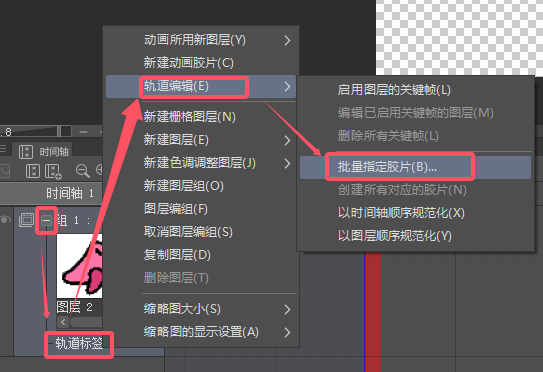 动画所用新图层(Y)
新建动画胶片(C)
轨道编辑(E)
新建栅格图层(N)
新建图层(E)
新建色调调整图层(J)
新建图层组(O)
图层编组(F)
取消图层编组(S)
复制图层(D)
删除图层(T)
缩略图大小(S)
缩略图的显示设置(A)
启用图层的关键帧(L)
编辑已启用关键帧的图层(M)
删除所有关键帧(L)
批量指定胶片(B)...
创建所有对应的胶片(N)
以时间轴顺序规范化(X)
以图层顺序规范化(Y)
.8
时间轴
时间轴 1
组 1 :
图层 2
轨道标签